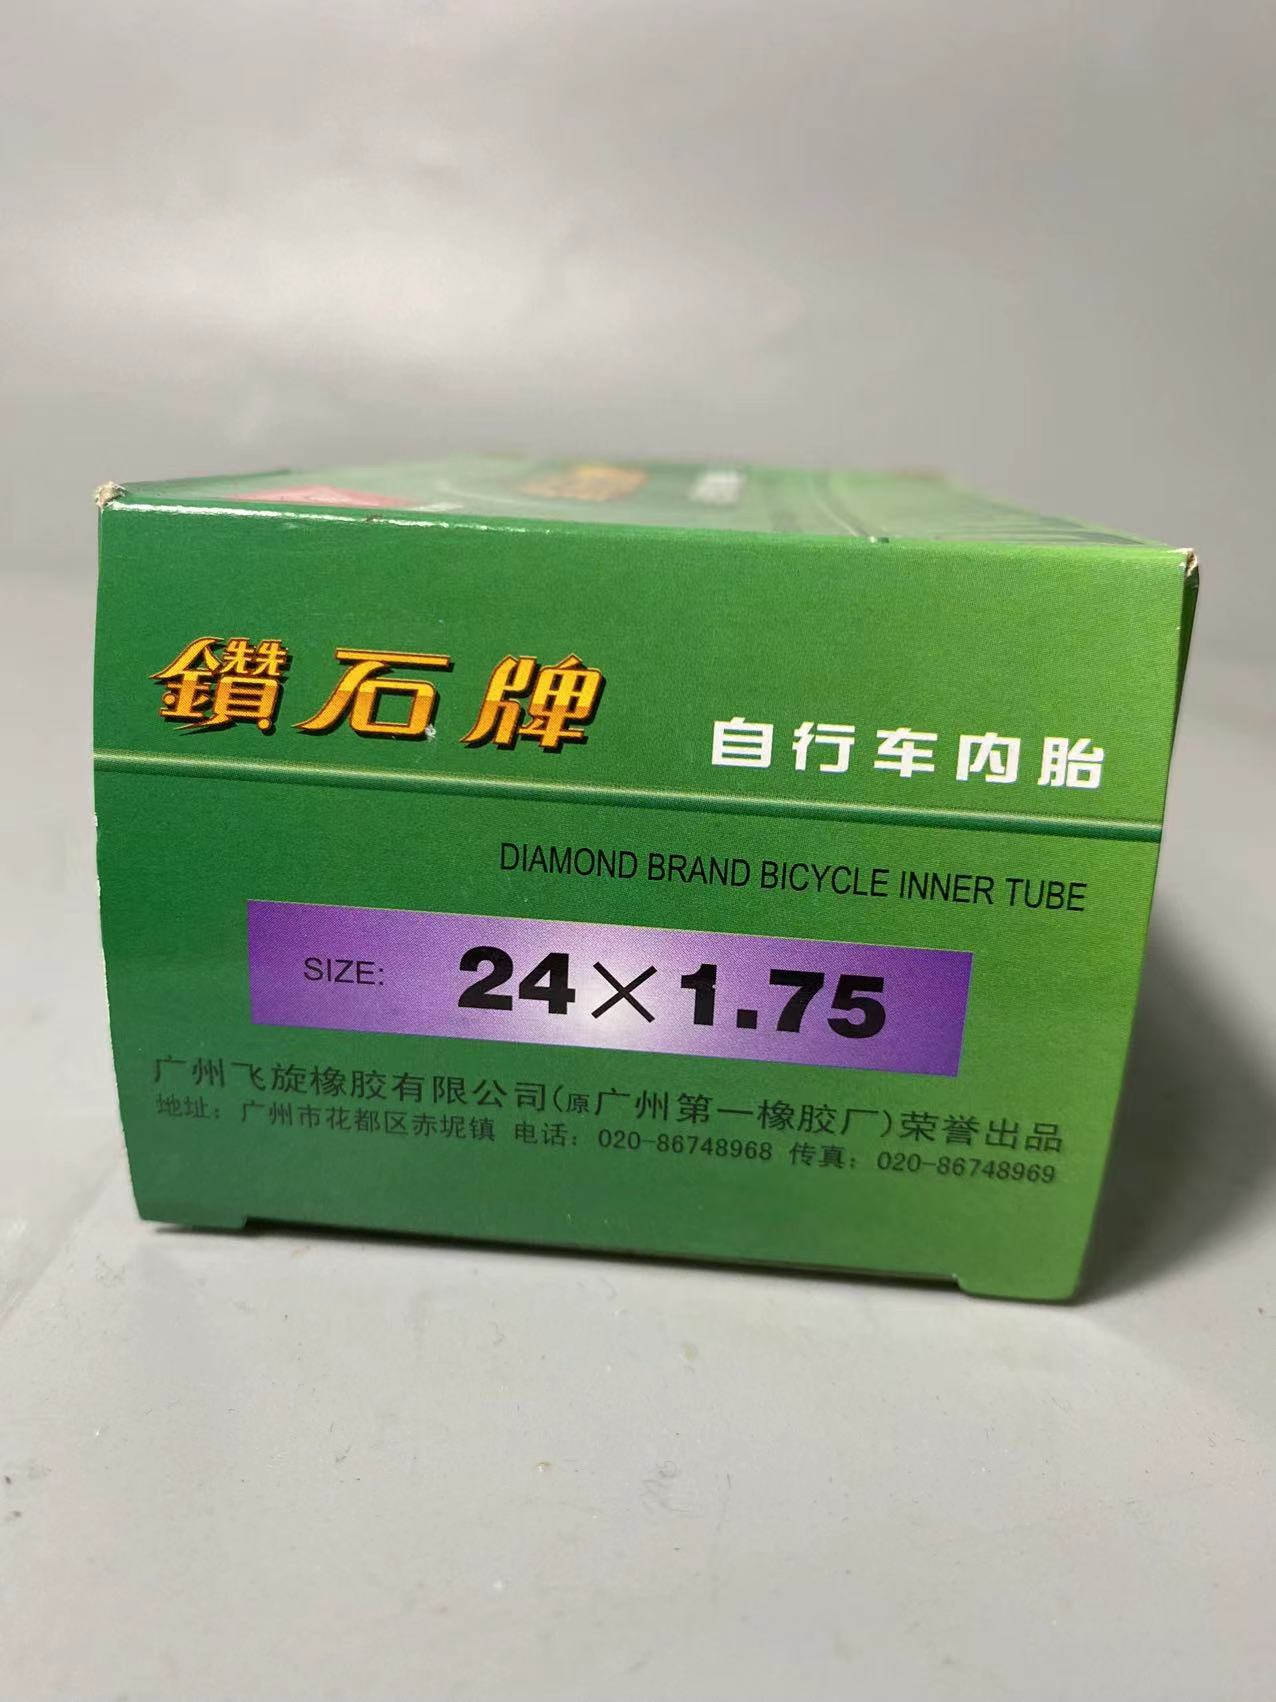 鑽石牌 自行车内胎
DIAMOND BRAND BICYCLE INNER TUBE
SIZE: 24×1.75
广州飞旋橡胶有限公司(原广州第一橡胶厂)荣誉出品
地址：广州市花都区赤坭镇 电话：020-86748968 传真：020-86748969